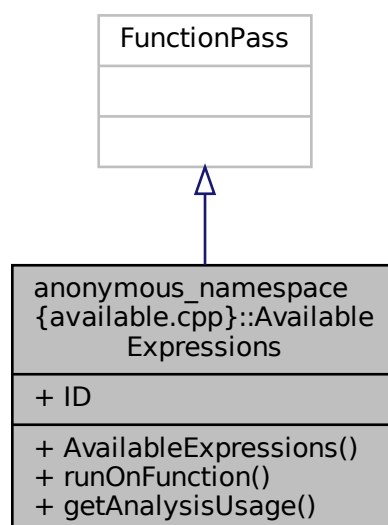 FunctionPass
anonymous_namespace
{available.cpp}::Available
Expressions
+ ID
+ AvailableExpressions()
+ runOnFunction()
+ getAnalysisUsage()